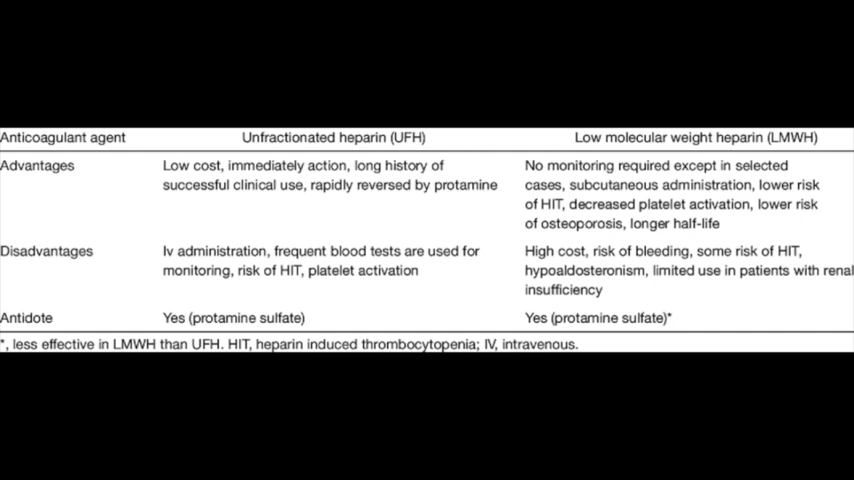 Anticoagulant agent Unfractionated heparin (UFH) Low molecular weight heparin (LMWH)
Advantages Low cost, immediately action, long history of No monitoring required except in selected
successful clinical use, rapidly reversed by protamine cases, subcutaneous administration, lower risk
of HIT, decreased platelet activation, lower risk
of osteoporosis, longer half-life
Disadvantages Iv administration, frequent blood tests are used for High cost, risk of bleeding, some risk of HIT,
monitoring, risk of HIT, platelet activation hypoaldosteronism, limited use in patients with renal
insufficiency
Antidote Yes (protamine sulfate) Yes (protamine sulfate)*
*, less effective in LMWH than UFH. HIT, heparin induced thrombocytopenia; IV, intravenous.